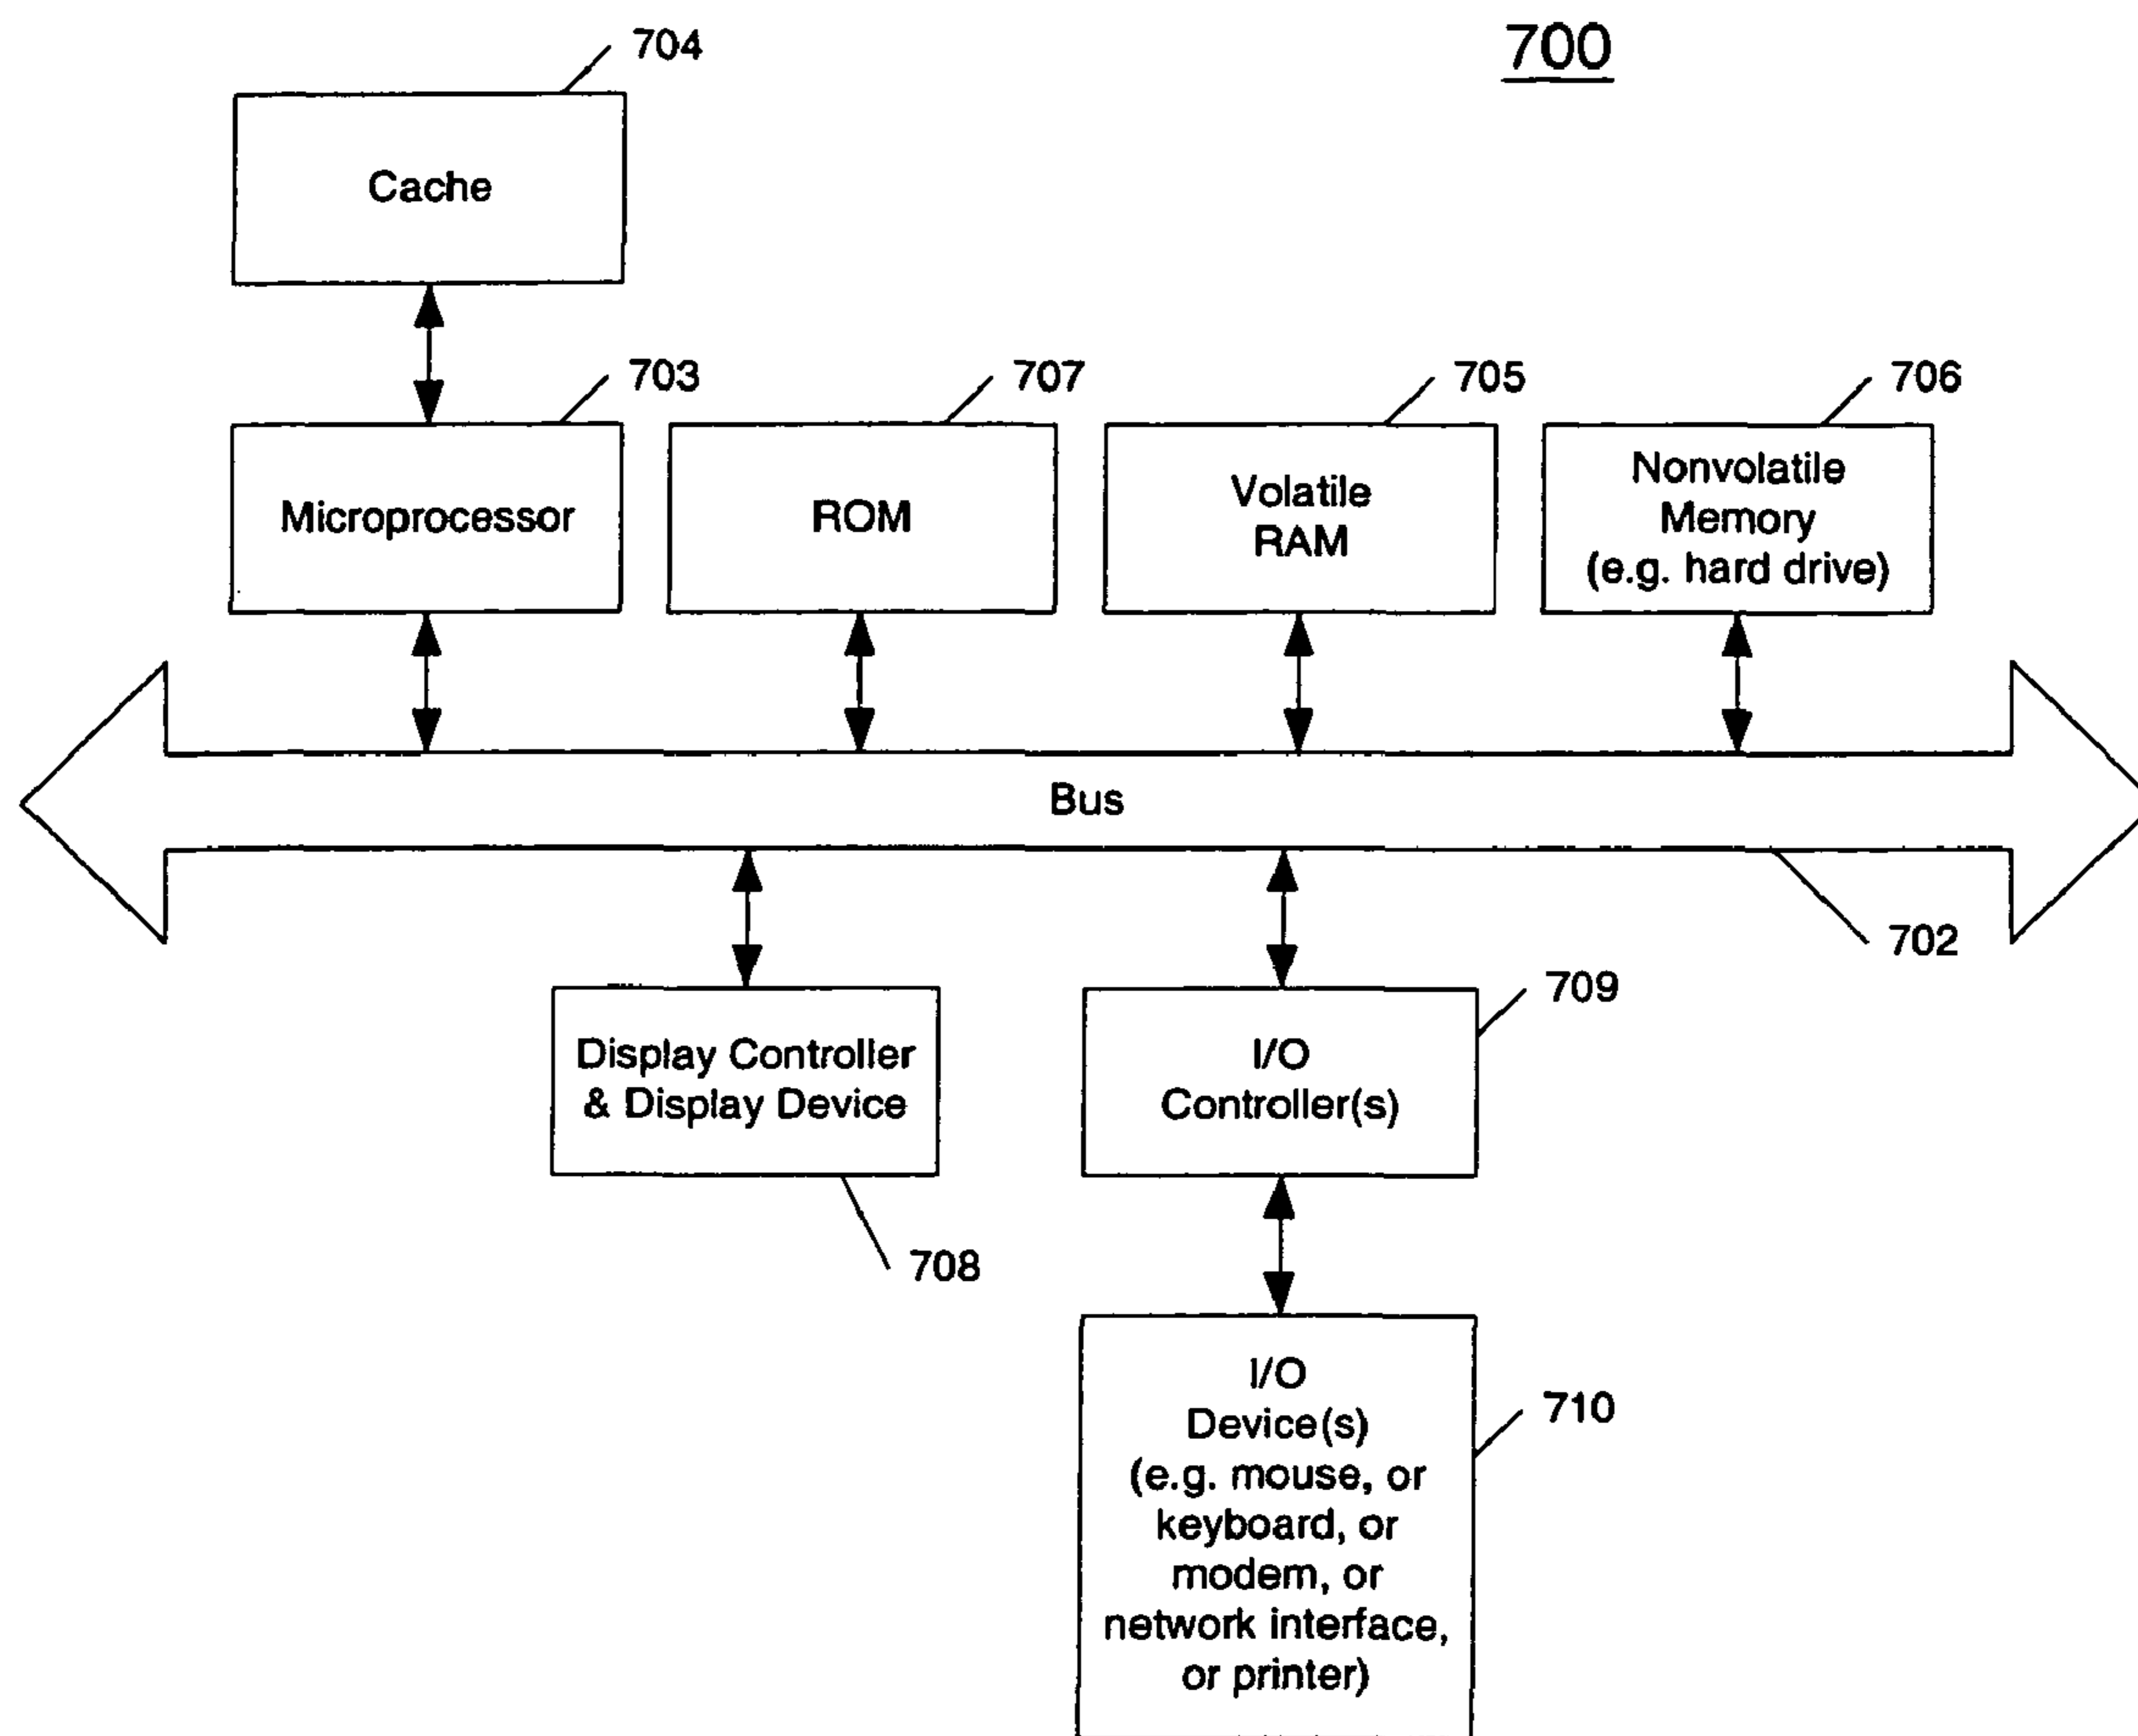 704
700
Cache
703
707
705
706
Microprocessor
ROM
Volatile
RAM
Nonvolatile
Memory
(e.g. hard drive)
Bus
702
709
Display Controller
& Display Device
I/O
Controller(s)
708
710
I/O
Device(s)
(e.g. mouse, or
keyboard, or
modem, or
network interface,
or printer)